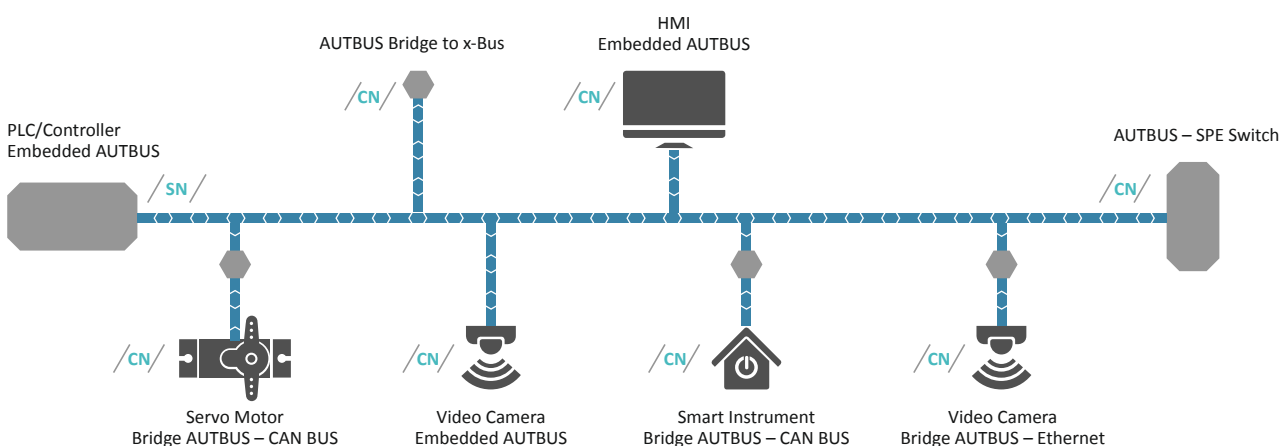 HMI
Embedded AUTBUS
AUTBUS Bridge to x-Bus
/CN/
/CN/
PLC/Controller
Embedded AUTBUS
AUTBUS – SPE Switch
/SN/
/CN/
/CN/
/CN/
/CN/
/CN/
Servo Motor
Bridge AUTBUS – CAN BUS
Video Camera
Embedded AUTBUS
Smart Instrument
Bridge AUTBUS – CAN BUS
Video Camera
Bridge AUTBUS – Ethernet